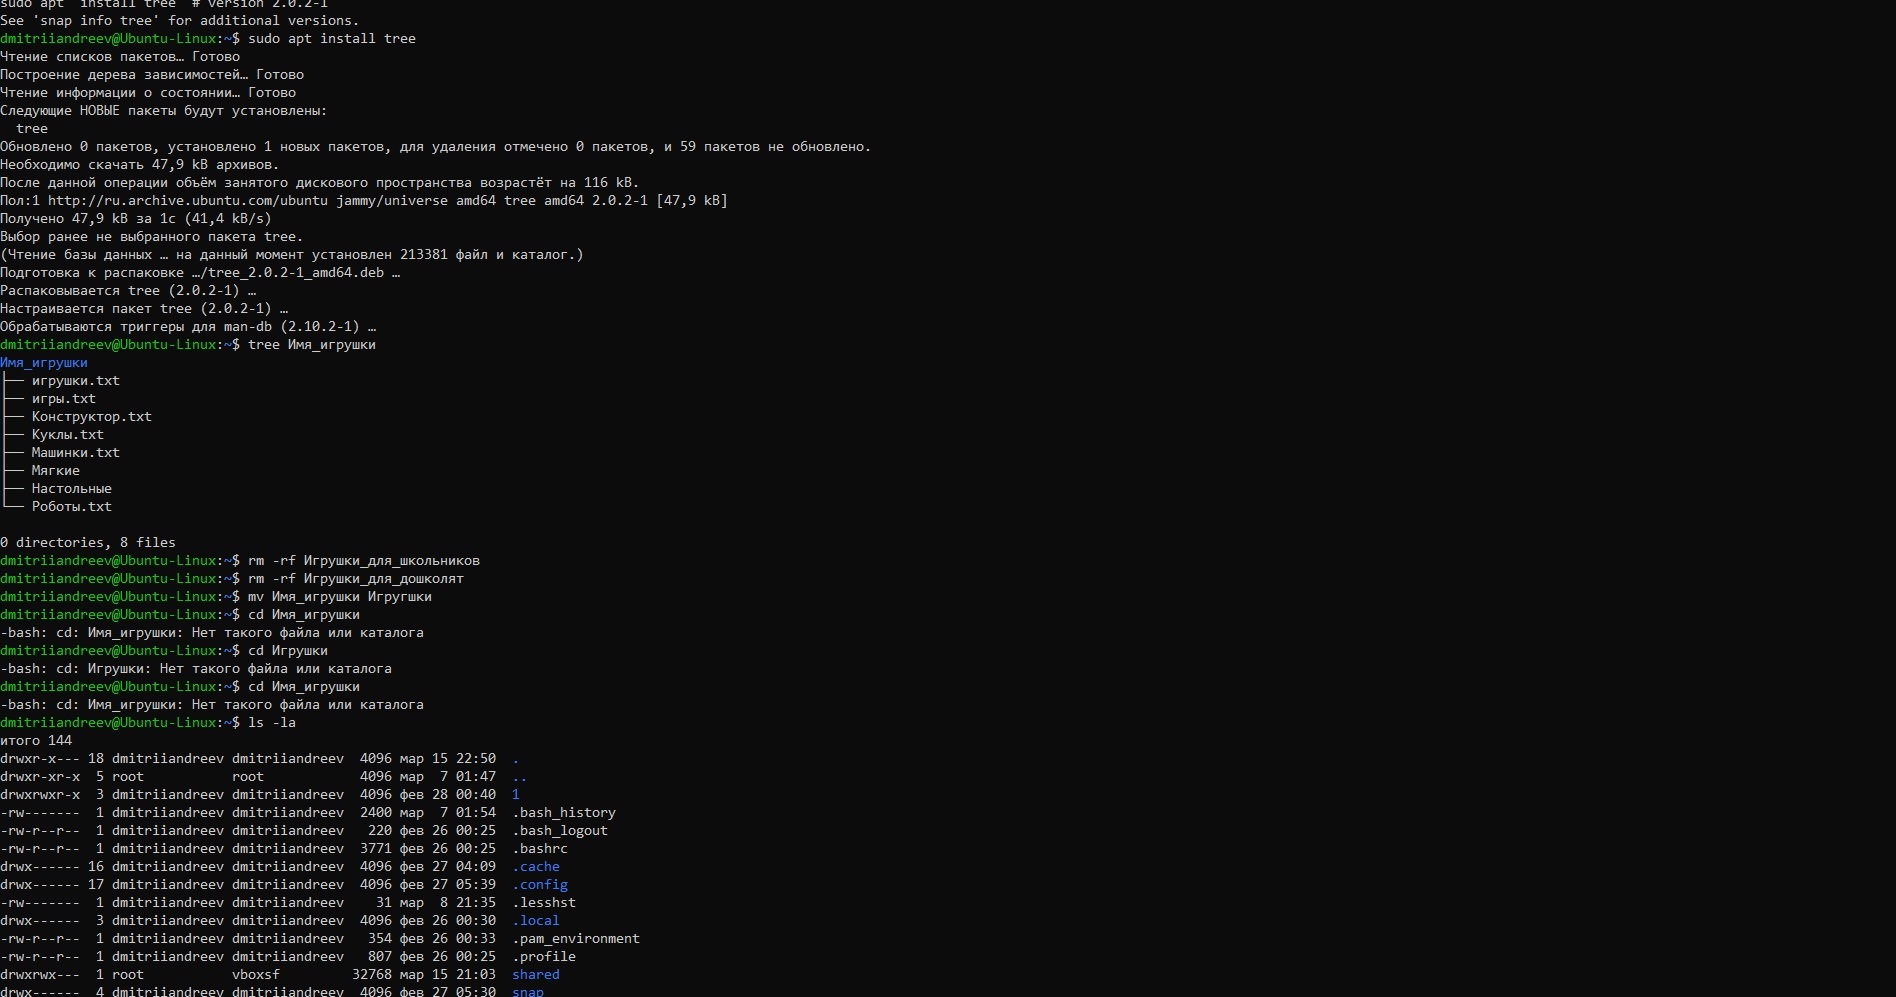 sudo apt  install tree  # version 2.0.2-1
See 'snap info tree' for additional versions.
dmitriiandreev@Ubuntu-Linux:~$ sudo apt install tree
Чтение списков пакетов… Готово
Построение дерева зависимостей… Готово
Чтение информации о состоянии… Готово
Следующие НОВЫЕ пакеты будут установлены:
  tree
Обновлено 0 пакетов, установлено 1 новых пакетов, для удаления отмечено 0 пакетов, и 59 пакетов не обновлено.
Необходимо скачать 47,9 kB архивов.
После данной операции объём занятого дискового пространства возрастёт на 116 kB.
Пол:1 http://ru.archive.ubuntu.com/ubuntu jammy/universe amd64 tree amd64 2.0.2-1 [47,9 kB]
Получено 47,9 kB за 1с (41,4 kB/s)
Выбор ранее не выбранного пакета tree.
(Чтение базы данных … на данный момент установлен 213381 файл и каталог.)
Подготовка к распаковке …/tree_2.0.2-1_amd64.deb …
Распаковывается tree (2.0.2-1) …
Настраивается пакет tree (2.0.2-1) …
Обрабатываются триггеры для man-db (2.10.2-1) …
dmitriiandreev@Ubuntu-Linux:~$ tree Имя_игрушки
Имя_игрушки
├── игрушки.txt
├── игры.txt
├── Конструктор.txt
├── Куклы.txt
├── Машинки.txt
├── Мягкие
├── Настольные
└── Роботы.txt
0 directories, 8 files
dmitriiandreev@Ubuntu-Linux:~$ rm -rf Игрушки_для_школьников
dmitriiandreev@Ubuntu-Linux:~$ rm -rf Игрушки_для_дошколят
dmitriiandreev@Ubuntu-Linux:~$ mv Имя_игрушки Игругшки
dmitriiandreev@Ubuntu-Linux:~$ cd Имя_игрушки
-bash: cd: Имя_игрушки: Нет такого файла или каталога
dmitriiandreev@Ubuntu-Linux:~$ cd Игрушки
-bash: cd: Игрушки: Нет такого файла или каталога
dmitriiandreev@Ubuntu-Linux:~$ cd Имя_игрушки
-bash: cd: Имя_игрушки: Нет такого файла или каталога
dmitriiandreev@Ubuntu-Linux:~$ ls -la
итого 144
drwxr-x--- 18 dmitriiandreev dmitriiandreev  4096 мар 15 22:50  .
drwxr-xr-x  5 root           root            4096 мар  7 01:47  ..
drwxrwxr-x  3 dmitriiandreev dmitriiandreev  4096 фев 28 00:40  1
-rw-------  1 dmitriiandreev dmitriiandreev  2400 мар  7 01:54  .bash_history
-rw-r--r--  1 dmitriiandreev dmitriiandreev   220 фев 26 00:25  .bash_logout
-rw-r--r--  1 dmitriiandreev dmitriiandreev  3771 фев 26 00:25  .bashrc
drwx------ 16 dmitriiandreev dmitriiandreev  4096 фев 27 04:09  .cache
drwx------ 17 dmitriiandreev dmitriiandreev  4096 фев 27 05:39  .config
-rw-------  1 dmitriiandreev dmitriiandreev    31 мар  8 21:35  .lesshst
drwx------  3 dmitriiandreev dmitriiandreev  4096 фев 26 00:30  .local
-rw-r--r--  1 dmitriiandreev dmitriiandreev   354 фев 26 00:33  .pam_environment
-rw-r--r--  1 dmitriiandreev dmitriiandreev   807 фев 26 00:25  .profile
drwxrwx---  1 root           vboxsf         32768 мар 15 21:03  shared
drwx------  4 dmitriiandreev dmitriiandreev  4096 фев 27 05:30  snap